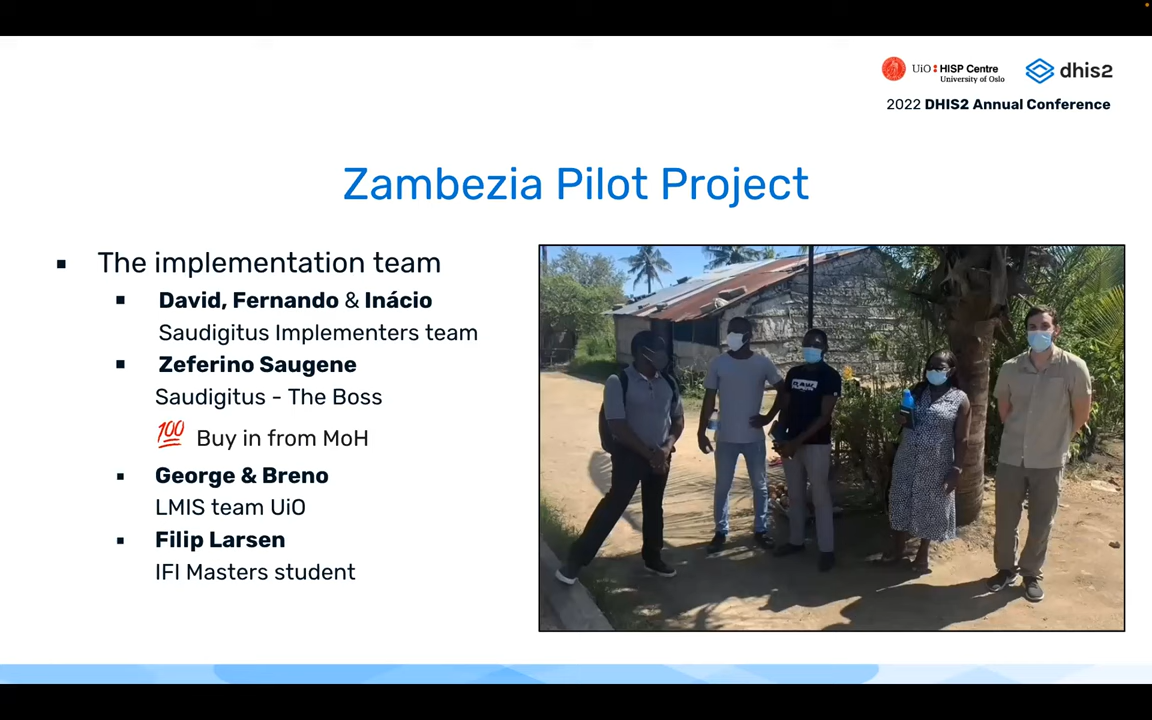 UiO HISP Centre
University of Oslo
dhis2
2022 DHIS2 Annual Conference
Zambezia Pilot Project
▪ The implementation team
▪ David, Fernando & Inácio
Saudigitus Implementers team
▪ Zeferino Saugene
Saudigitus - The Boss
💯 Buy in from MoH
▪ George & Breno
LMIS team UiO
▪ Filip Larsen
IFI Masters student